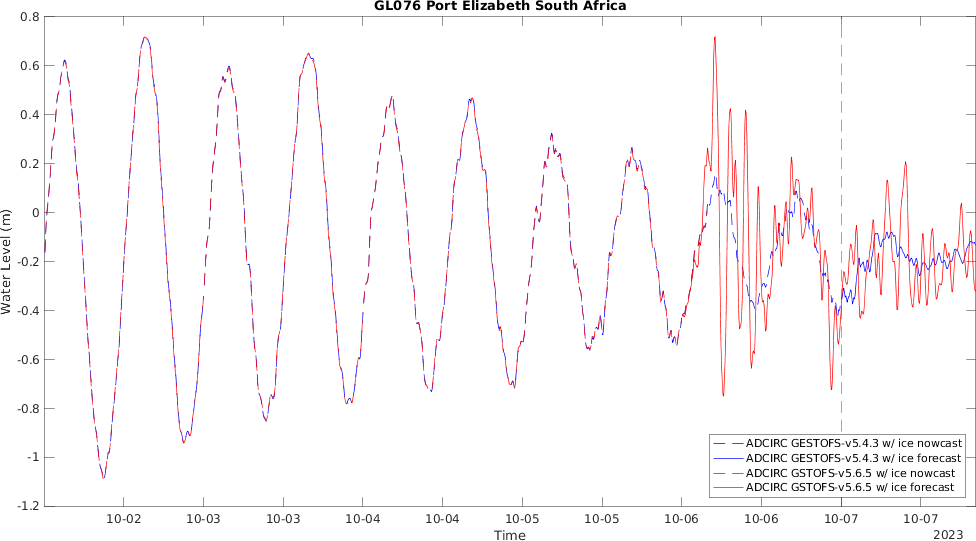 GL076 Port Elizabeth South Africa
0.8
0.6
0.4
0.2
0
-0.2
-0.4
-0.6
-0.8
-1
-1.2
Water Level (m)
ADCIRC GESTOFS-v5.4.3 w/ ice nowcast
ADCIRC GESTOFS-v5.4.3 w/ ice forecast
ADCIRC GSTOFS-v5.6.5 w/ ice nowcast
ADCIRC GSTOFS-v5.6.5 w/ ice forecast
10-02 10-03 10-03 10-04 10-04 10-05 10-05 10-06 10-06 10-07 10-07
Time
2023